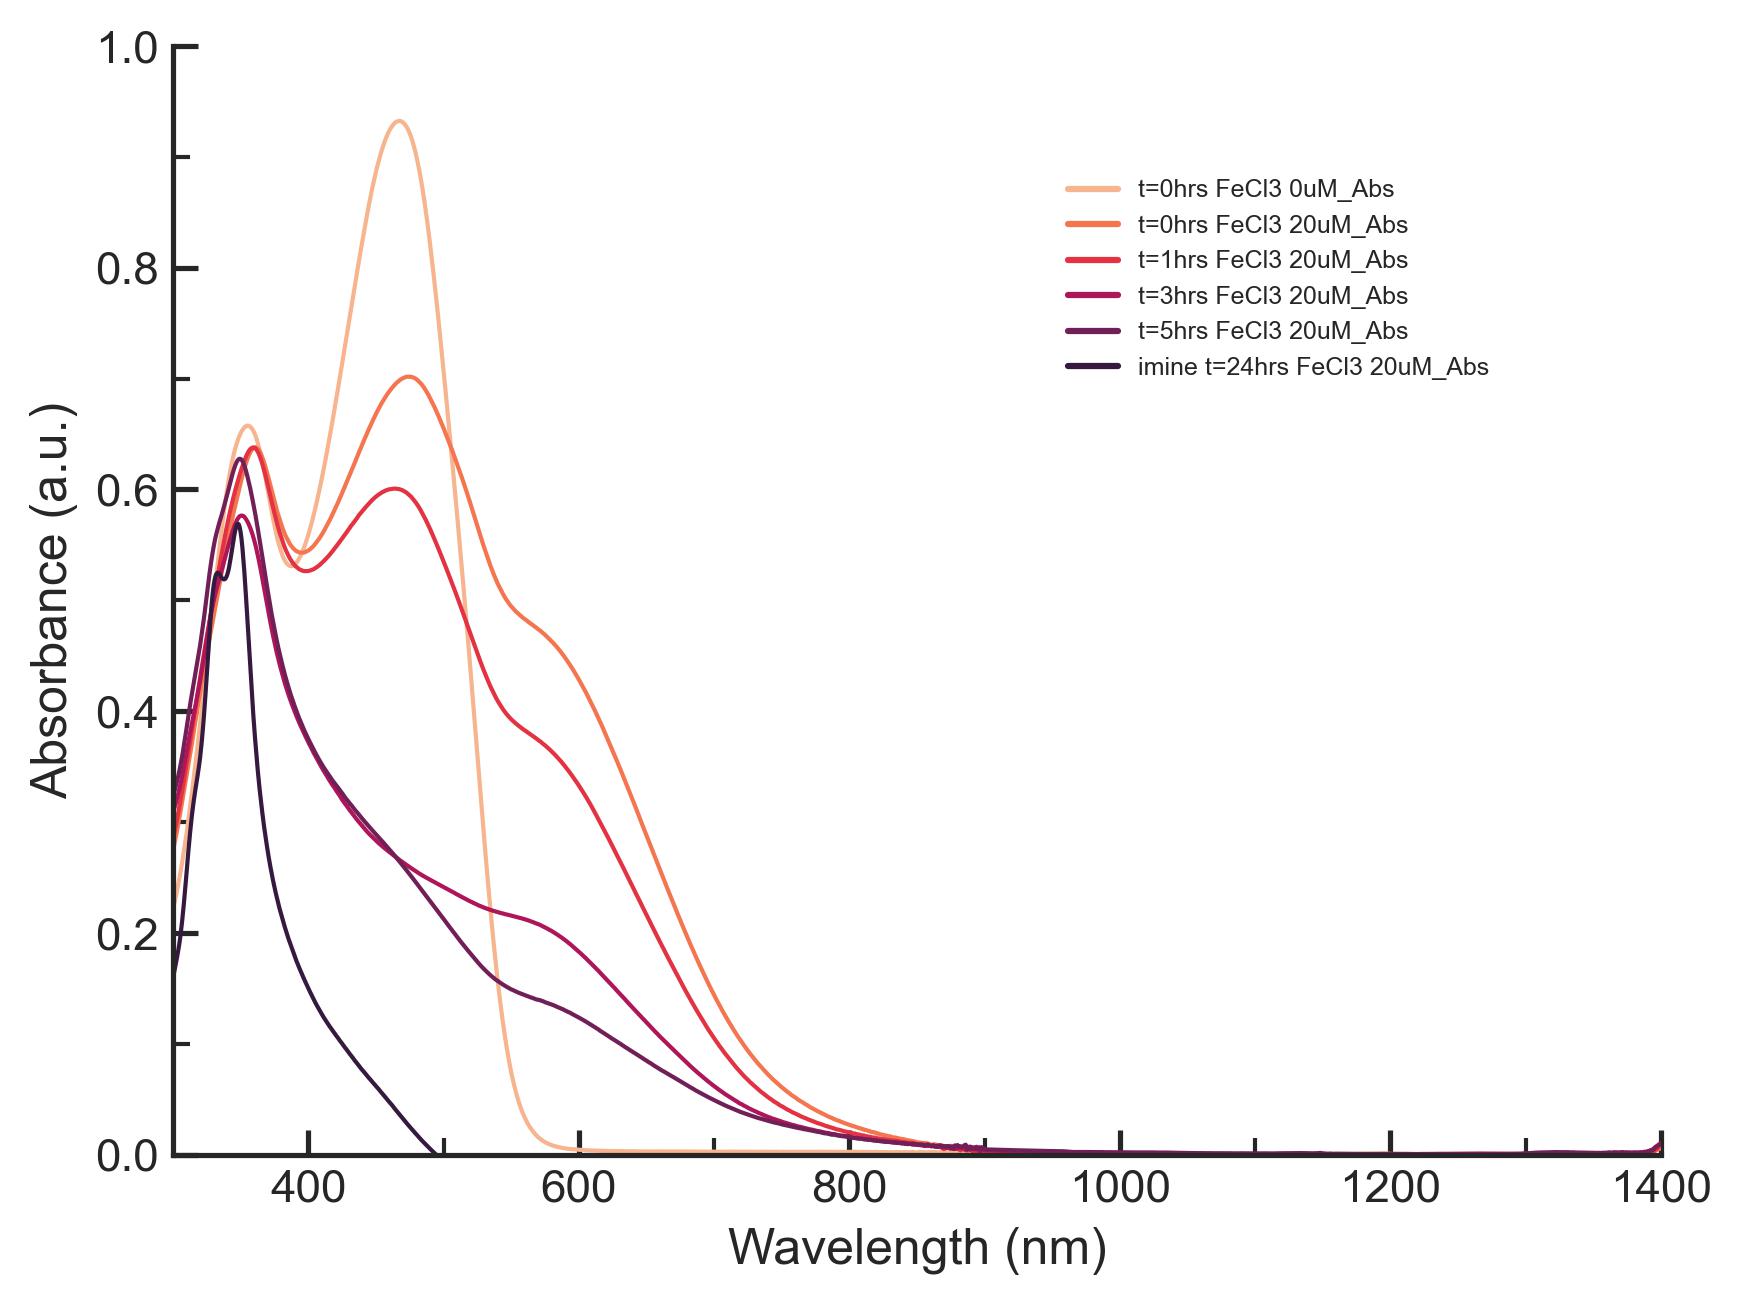 1.0
0.8
0.6
0.4
0.2
0.0
Absorbance (a.u.)
t=0hrs FeCl3 0uM_Abs
t=0hrs FeCl3 20uM_Abs
t=1hrs FeCl3 20uM_Abs
t=3hrs FeCl3 20uM_Abs
t=5hrs FeCl3 20uM_Abs
imine t=24hrs FeCl3 20uM_Abs
400 600 800 1000 1200 1400
Wavelength (nm)